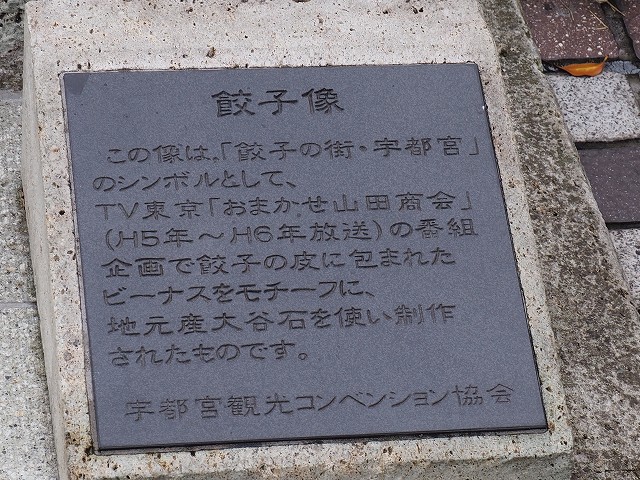 餃子像
この像は、「餃子の街・宇都宮」
のシンボルとして、
TV東京「おまかせ山田商会」
(H5年〜H6年放送)の番組
企画で餃子の皮に包まれた
ビーナスをモチーフに、
地元産大谷石を使い制作
されたものです。
宇都宮観光コンベンション協会